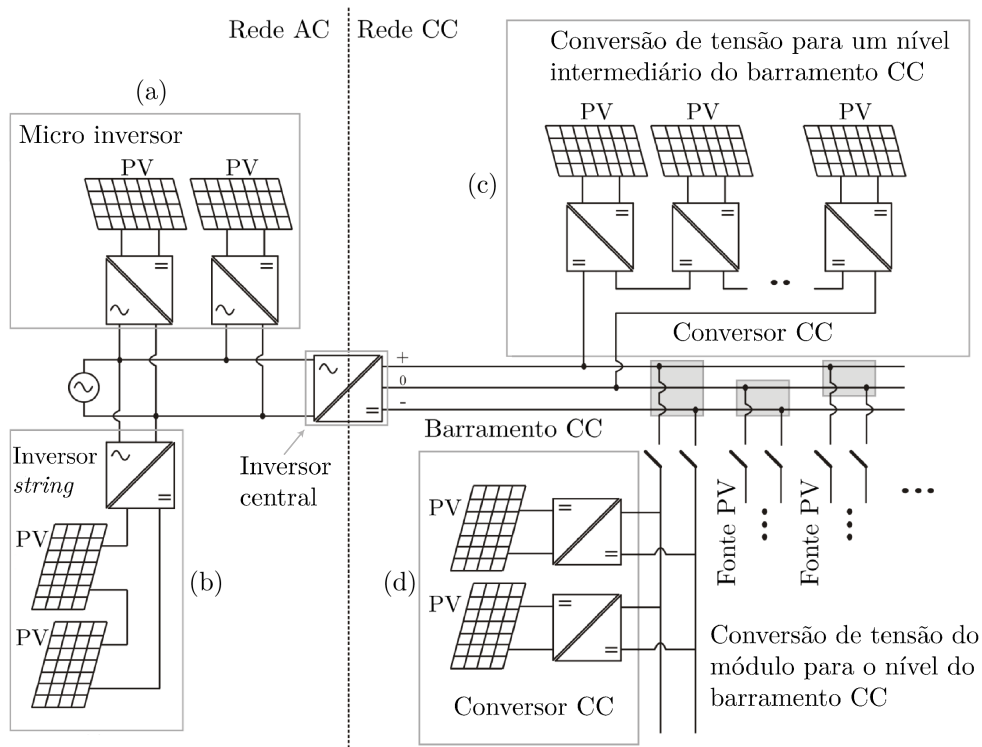 Rede AC
Rede CC
(a)
Micro inversor
PV
PV
(c)
Conversão de tensão para um nível
intermediário do barramento CC
PV
PV
PV
Conversor CC
+
0
-
Barramento CC
Inversor
central
Inversor
string
PV
PV
(b)
(d)
PV
PV
Conversor CC
Fonte PV
Fonte PV
Conversão de tensão do
módulo para o nível do
barramento CC